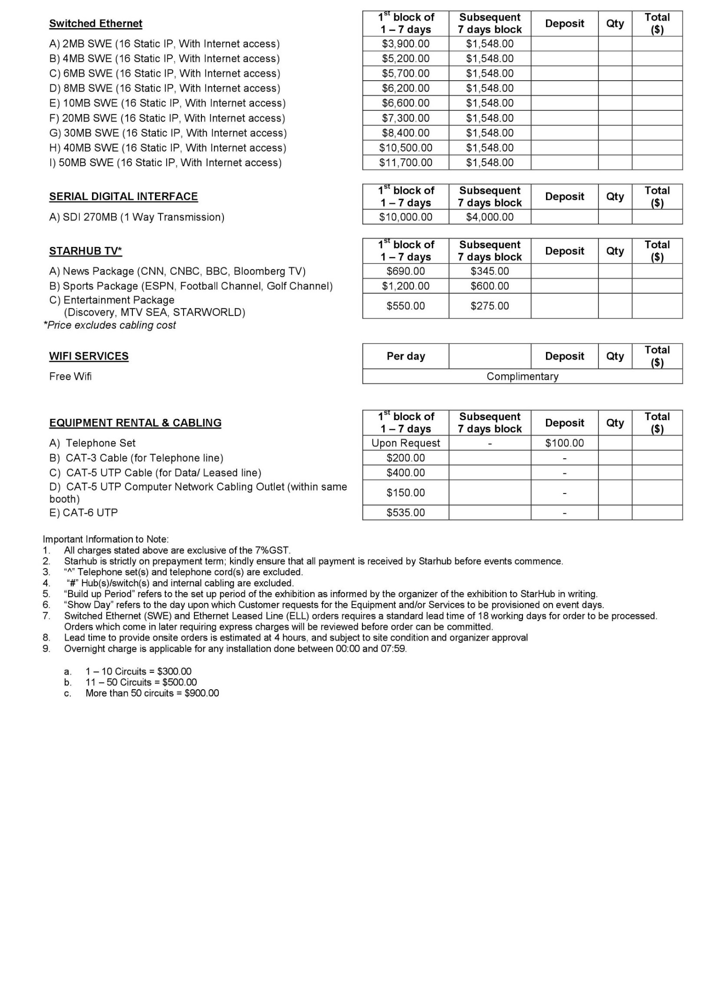 Switched Ethernet
1st block of 1 – 7 days Subsequent 7 days block Deposit Qty Total ($)
A) 2MB SWE (16 Static IP, With Internet access) $3,900.00 $1,548.00
B) 4MB SWE (16 Static IP, With Internet access) $5,200.00 $1,548.00
C) 6MB SWE (16 Static IP, With Internet access) $5,700.00 $1,548.00
D) 8MB SWE (16 Static IP, With Internet access) $6,200.00 $1,548.00
E) 10MB SWE (16 Static IP, With Internet access) $6,600.00 $1,548.00
F) 20MB SWE (16 Static IP, With Internet access) $7,300.00 $1,548.00
G) 30MB SWE (16 Static IP, With Internet access) $8,400.00 $1,548.00
H) 40MB SWE (16 Static IP, With Internet access) $10,500.00 $1,548.00
I) 50MB SWE (16 Static IP, With Internet access) $11,700.00 $1,548.00
SERIAL DIGITAL INTERFACE
1st block of 1 – 7 days Subsequent 7 days block Deposit Qty Total ($)
A) SDI 270MB (1 Way Transmission) $10,000.00 $4,000.00
STARHUB TV*
1st block of 1 – 7 days Subsequent 7 days block Deposit Qty Total ($)
A) News Package (CNN, CNBC, BBC, Bloomberg TV) $690.00 $345.00
B) Sports Package (ESPN, Football Channel, Golf Channel) $1,200.00 $600.00
C) Entertainment Package
(Discovery, MTV SEA, STARWORLD) $550.00 $275.00
*Price excludes cabling cost
WIFI SERVICES
Per day Deposit Qty Total ($)
Free Wifi Complimentary
EQUIPMENT RENTAL & CABLING
1st block of 1 – 7 days Subsequent 7 days block Deposit Qty Total ($)
A) Telephone Set Upon Request - $100.00
B) CAT-3 Cable (for Telephone line) $200.00 -
C) CAT-5 UTP Cable (for Data/ Leased line) $400.00 -
D) CAT-5 UTP Computer Network Cabling Outlet (within same
booth) $150.00 -
E) CAT-6 UTP $535.00 -
Important Information to Note:
1. All charges stated above are exclusive of the 7%GST.
2. Starhub is strictly on prepayment term; kindly ensure that all payment is received by Starhub before events commence.
3. “^” Telephone set(s) and telephone cord(s) are excluded.
4. “#” Hub(s)/switch(s) and internal cabling are excluded.
5. “Build up Period” refers to the set up period of the exhibition as informed by the organizer of the exhibition to StarHub in writing.
6. “Show Day” refers to the day upon which Customer requests for the Equipment and/or Services to be provisioned on event days.
7. Switched Ethernet (SWE) and Ethernet Leased Line (ELL) orders requires a standard lead time of 18 working days for order to be processed.
Orders which come in later requiring express charges will be reviewed before order can be committed.
8. Lead time to provide onsite orders is estimated at 4 hours, and subject to site condition and organizer approval
9. Overnight charge is applicable for any installation done between 00:00 and 07:59.
a. 1 – 10 Circuits = $300.00
b. 11 – 50 Circuits = $500.00
c. More than 50 circuits = $900.00